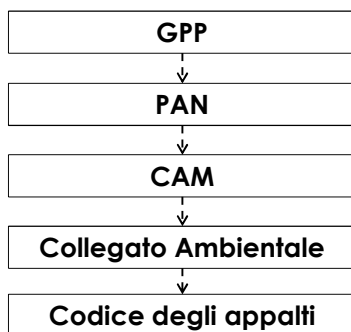 GPP
PAN
CAM
Collegato Ambientale
Codice degli appalti